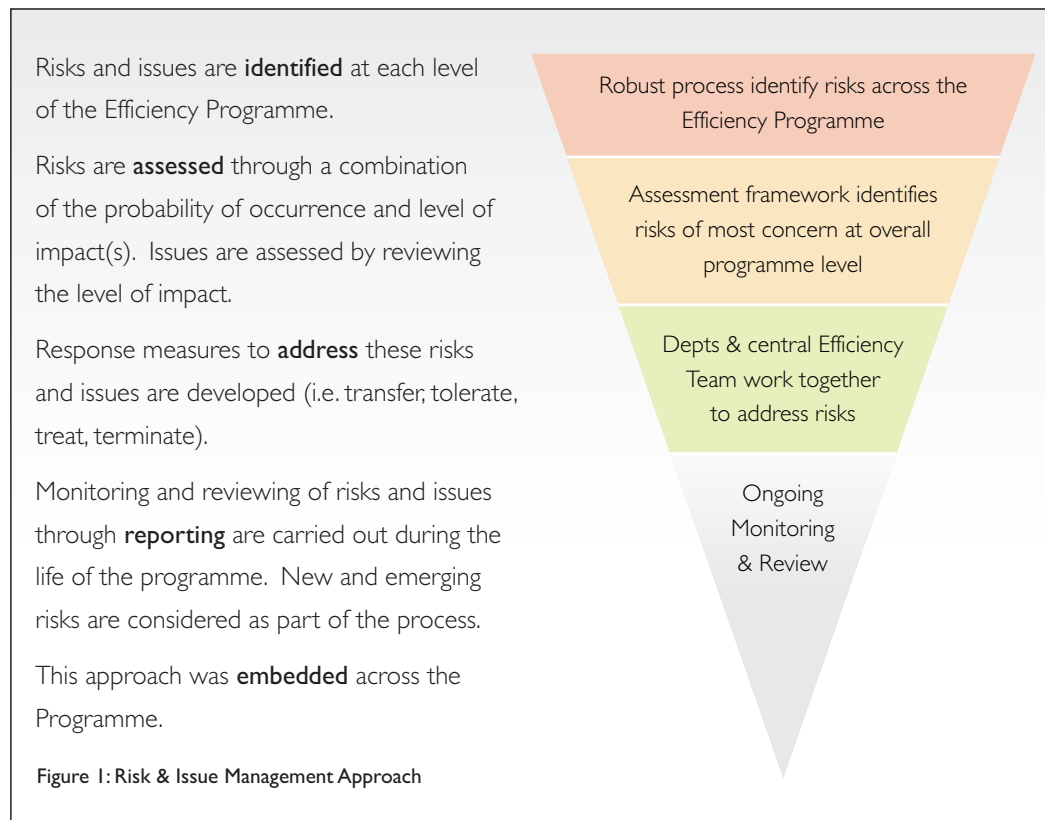 Risks and issues are identified at each level
of the Efficiency Programme.
Risks are assessed through a combination
of the probability of occurrence and level of
impact(s). Issues are assessed by reviewing
the level of impact.
Response measures to address these risks
and issues are developed (i.e. transfer, tolerate,
treat, terminate).
Monitoring and reviewing of risks and issues
through reporting are carried out during the
life of the programme. New and emerging
risks are considered as part of the process.
This approach was embedded across the
Programme.
Figure 1: Risk & Issue Management Approach
Robust process identify risks across the
Efficiency Programme
Assessment framework identifies
risks of most concern at overall
programme level
Depts & central Efficiency
Team work together
to address risks
Ongoing
Monitoring
& Review